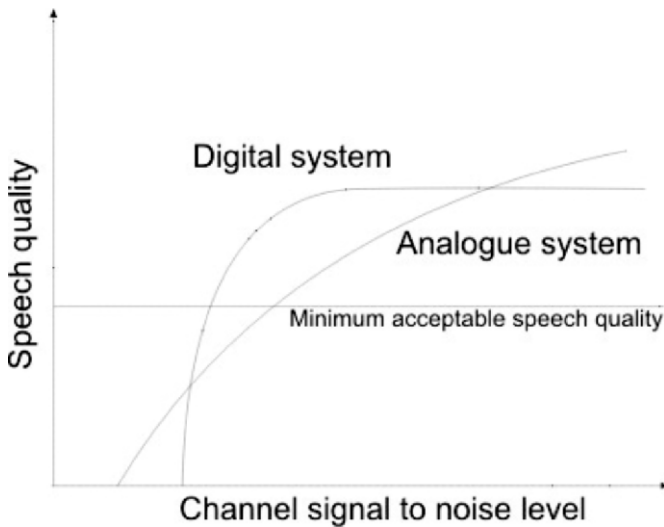 Digital system
Analogue system
Minimum acceptable speech quality
Speech quality
Channel signal to noise level